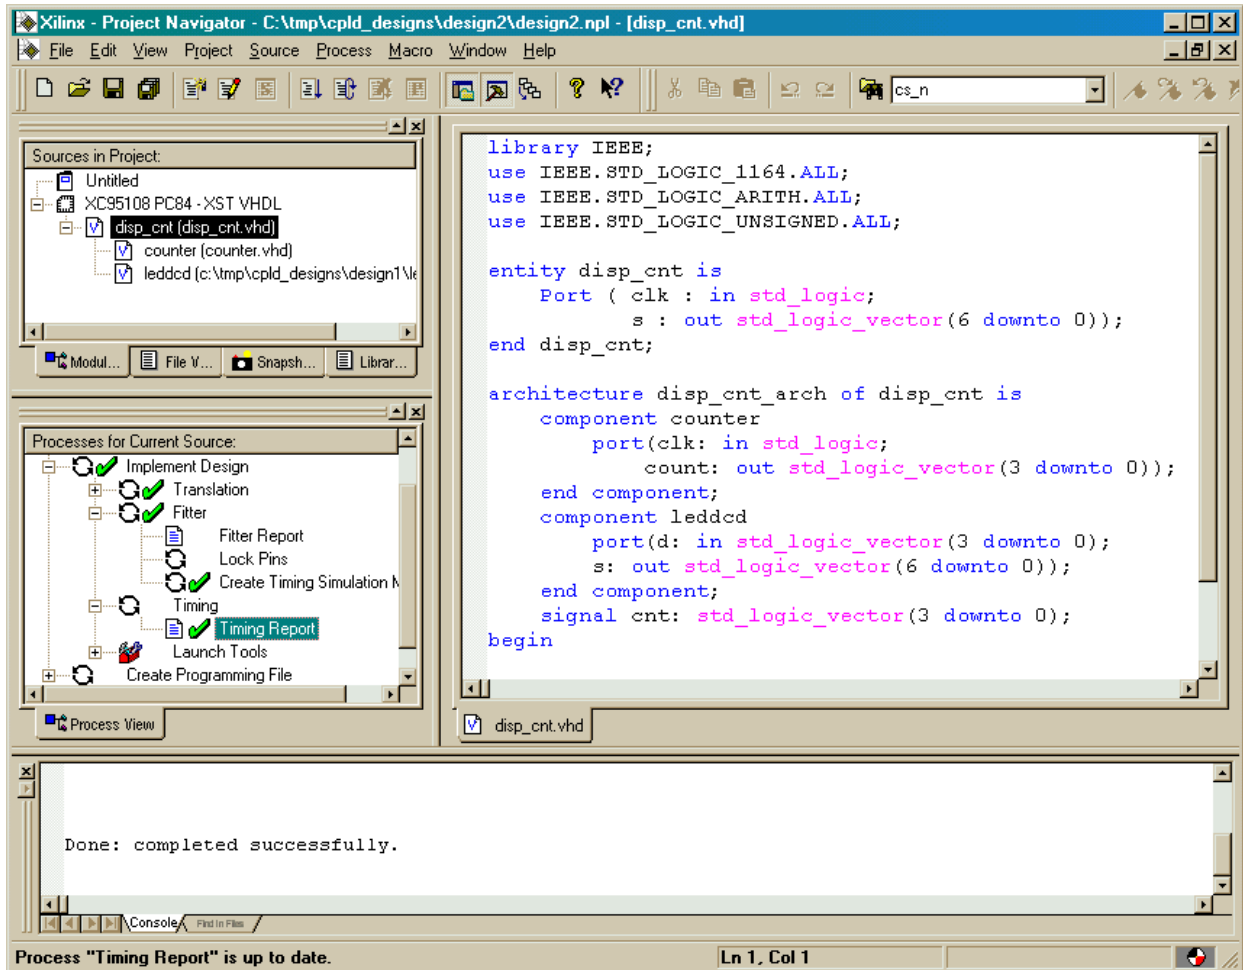 Xilinx - Project Navigator - C:\tmp\cpld_designs\design2\design2.npl - [disp_cnt.vhd]
File Edit View Project Source Process Macro Window Help
cs_n
Sources in Project:
Untitled
XC95108 PC84 - XST VHDL
disp_cnt (disp_cnt.vhd)
counter (counter.vhd)
leddcd (c:\tmp\cpld_designs\design1\le
Modul... File V... Snapsh... Librar...
Processes for Current Source:
Implement Design
Translation
Fitter
Fitter Report
Lock Pins
Create Timing Simulation M
Timing
Timing Report
Launch Tools
Create Programming File
Process View
library IEEE;
use IEEE.STD_LOGIC_1164.ALL;
use IEEE.STD_LOGIC_ARITH.ALL;
use IEEE.STD_LOGIC_UNSIGNED.ALL;
entity disp_cnt is
Port ( clk : in std_logic;
s : out std_logic_vector(6 downto 0));
end disp_cnt;
architecture disp_cnt_arch of disp_cnt is
component counter
port(clk: in std_logic;
count: out std_logic_vector(3 downto 0));
end component;
component leddcd
port(d: in std_logic_vector(3 downto 0);
s: out std_logic_vector(6 downto 0));
end component;
signal cnt: std_logic_vector(3 downto 0);
begin
disp_cnt.vhd
Done: completed successfully.
Console Find in Files
Process "Timing Report" is up to date. Ln 1, Col 1